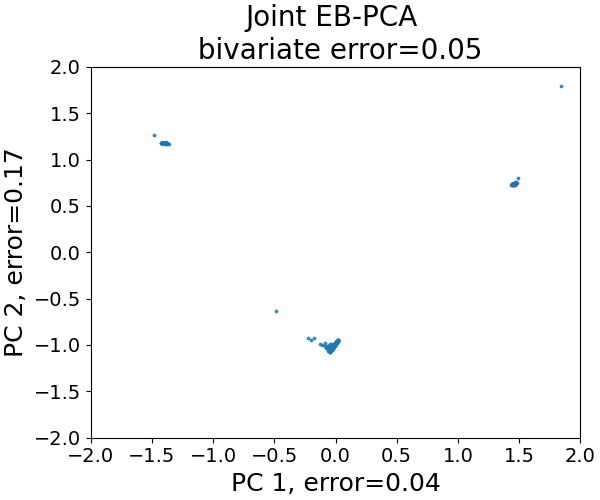 Joint EB-PCA
bivariate error=0.05
PC 2, error=0.17
2.0
1.5
1.0
0.5
0.0
−0.5
−1.0
−1.5
−2.0
−2.0 −1.5 −1.0 −0.5 0.0 0.5 1.0 1.5 2.0
PC 1, error=0.04